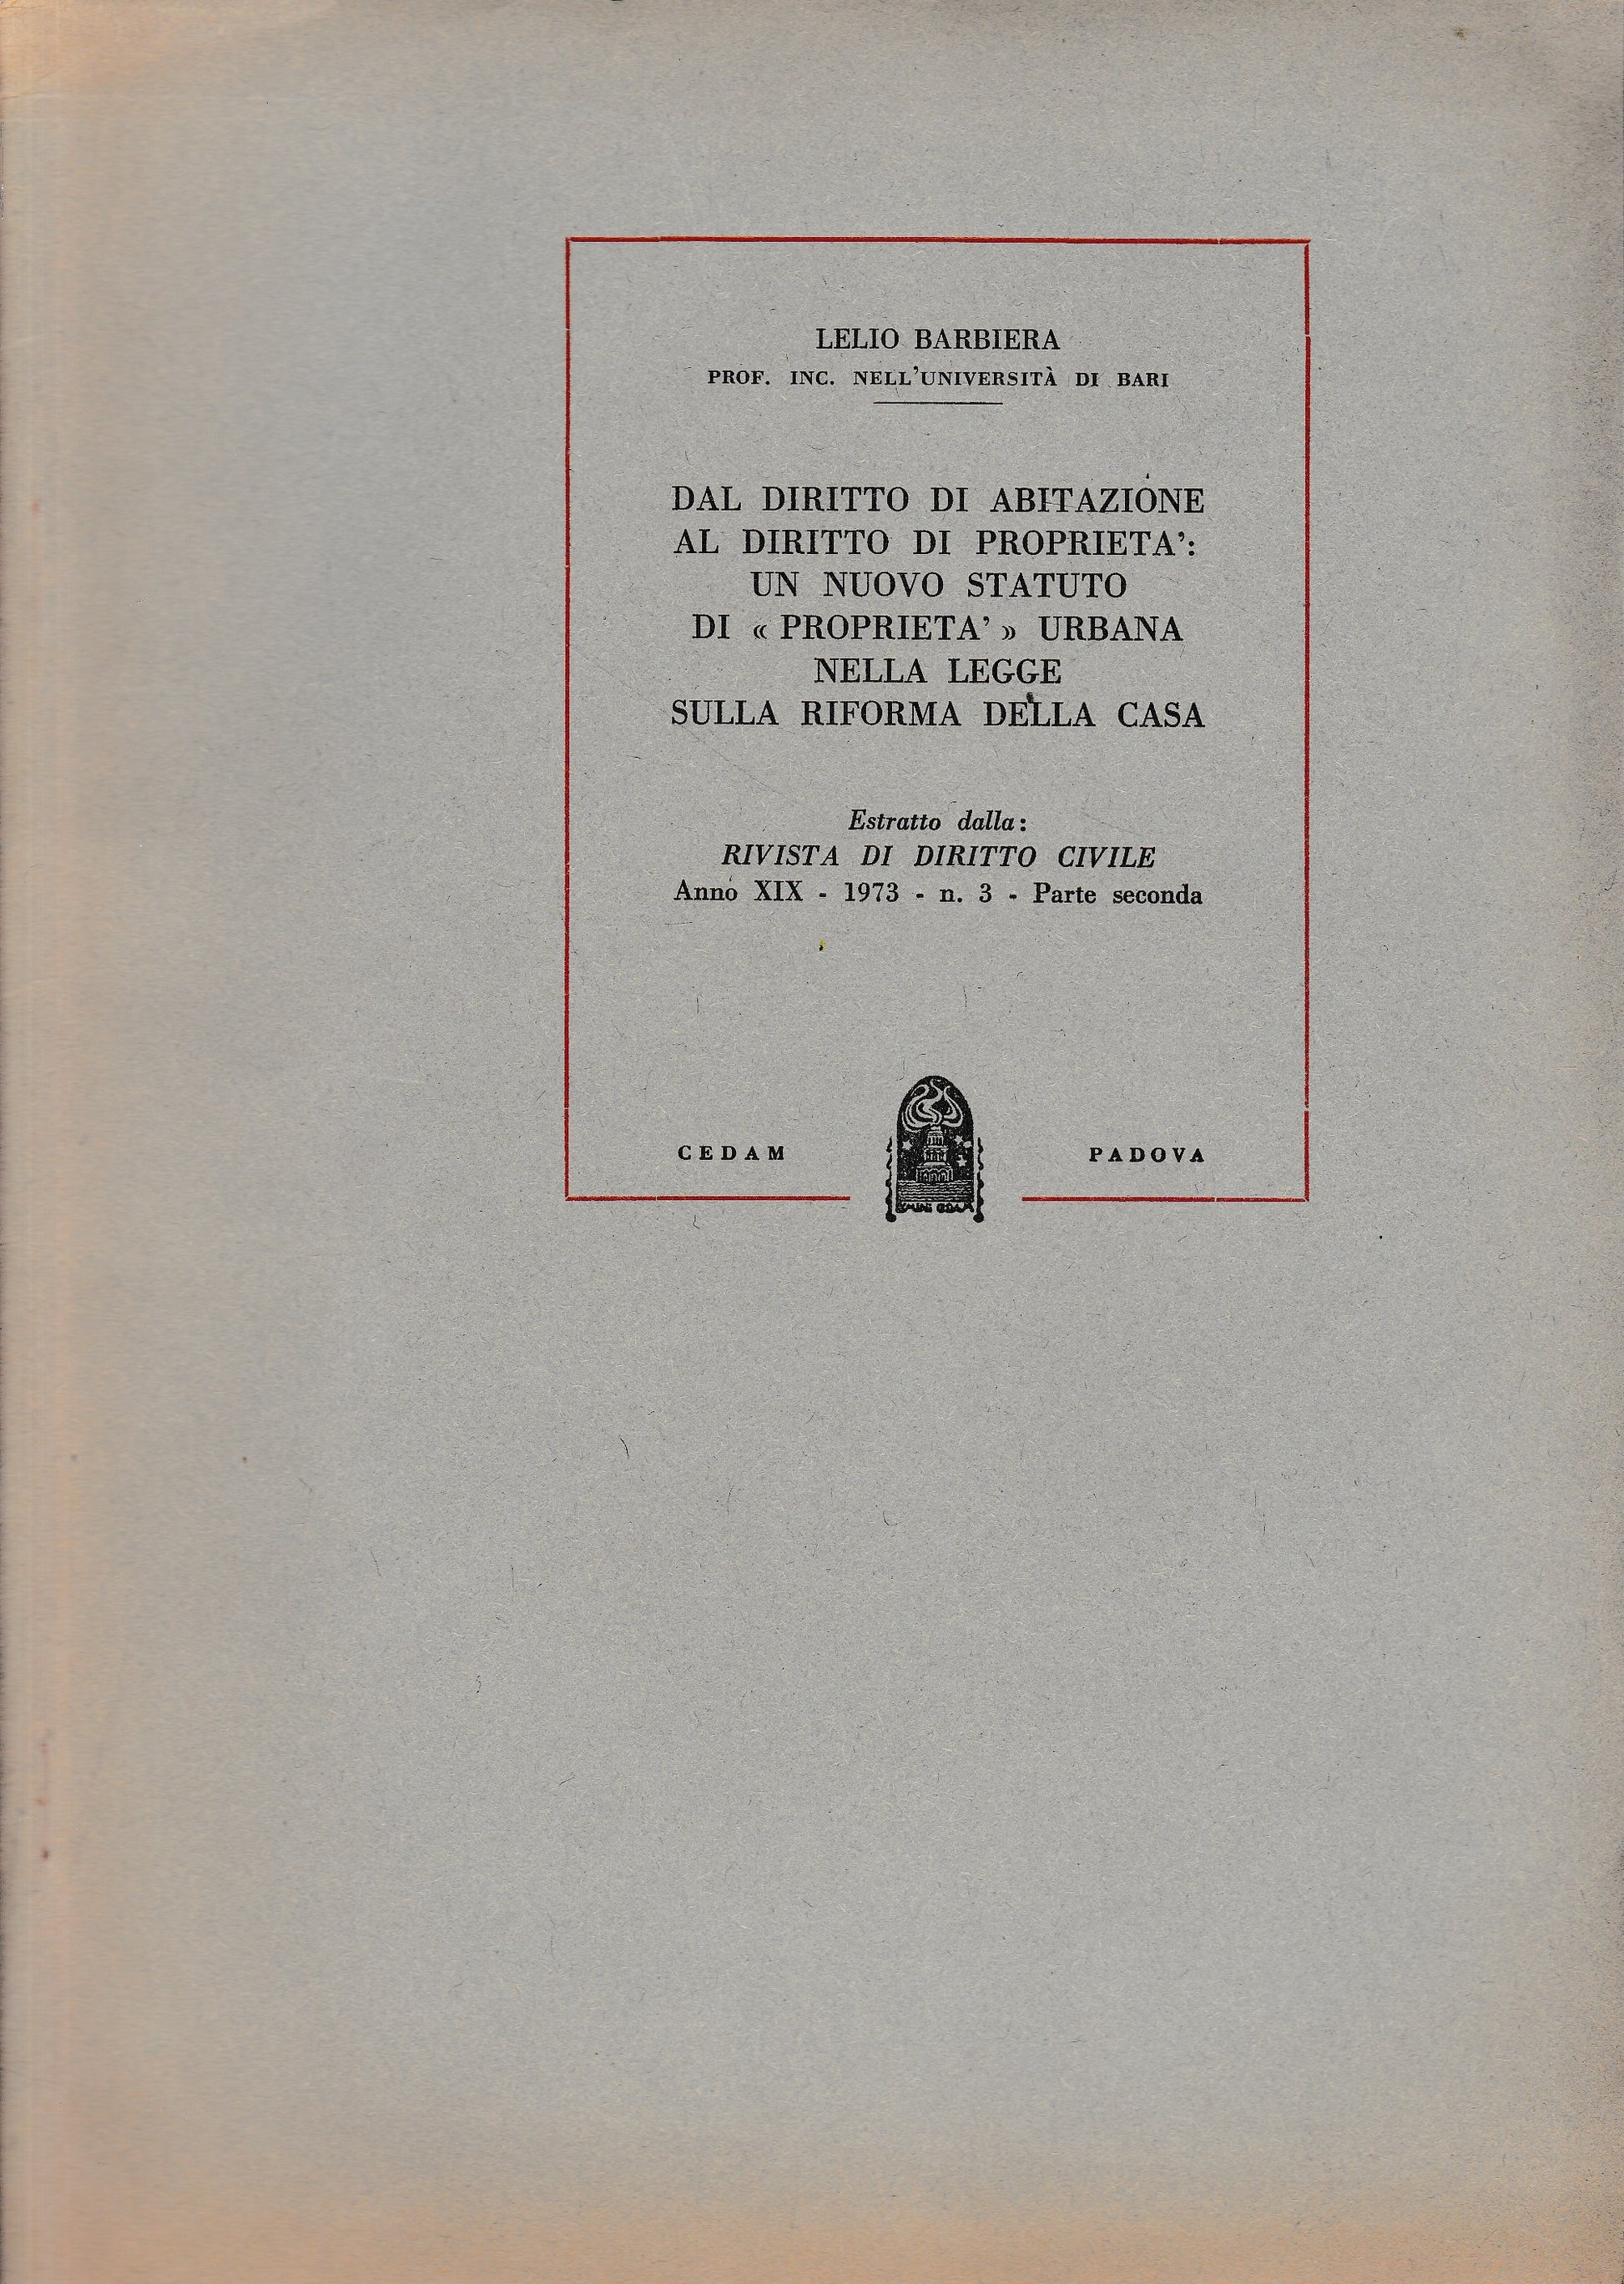 LELIO BARBIERA
PROF. INC. NELL'UNIVERSITÀ DI BARI
DAL DIRITTO DI ABITAZIONE
AL DIRITTO DI PROPRIETA':
UN NUOVO STATUTO
DI « PROPRIETA' » URBANA
NELLA LEGGE
SULLA RIFORMA DELLA CASA
Estratto dalla:
RIVISTA DI DIRITTO CIVILE
Anno XIX - 1973 - n. 3 - Parte seconda
CEDAM PADOVA